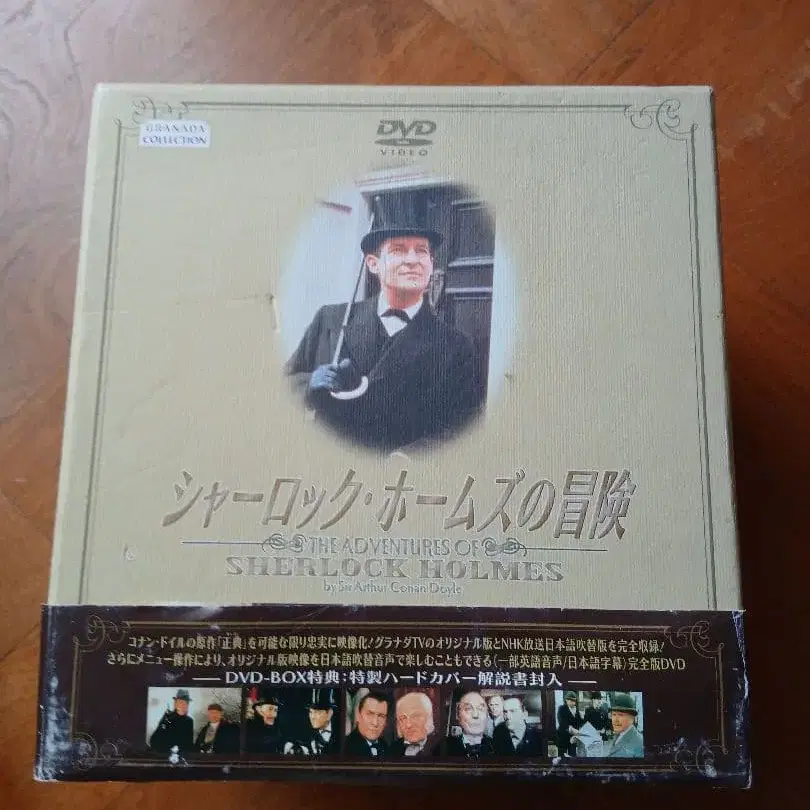 GRANADA
COLLECTION
DVD
VIDEO
シャーロック・ホームズの冒険
THE ADVENTURES OF
SHERLOCK HOLMES
by Sir Arthur Conan Doyle
コナン・ドイルの原作「正典」を可能な限り忠実に映像化!グラナダTVのオリジナル版とNHK放送日本語吹替版を完全収録!
さらにメニュー操作により、オリジナル版映像を日本語吹替音声で楽しむこともできる(一部英語音声/日本語字幕)完全版DVD
― DVD-BOX特典:特製ハードカバー解説書封入 ―